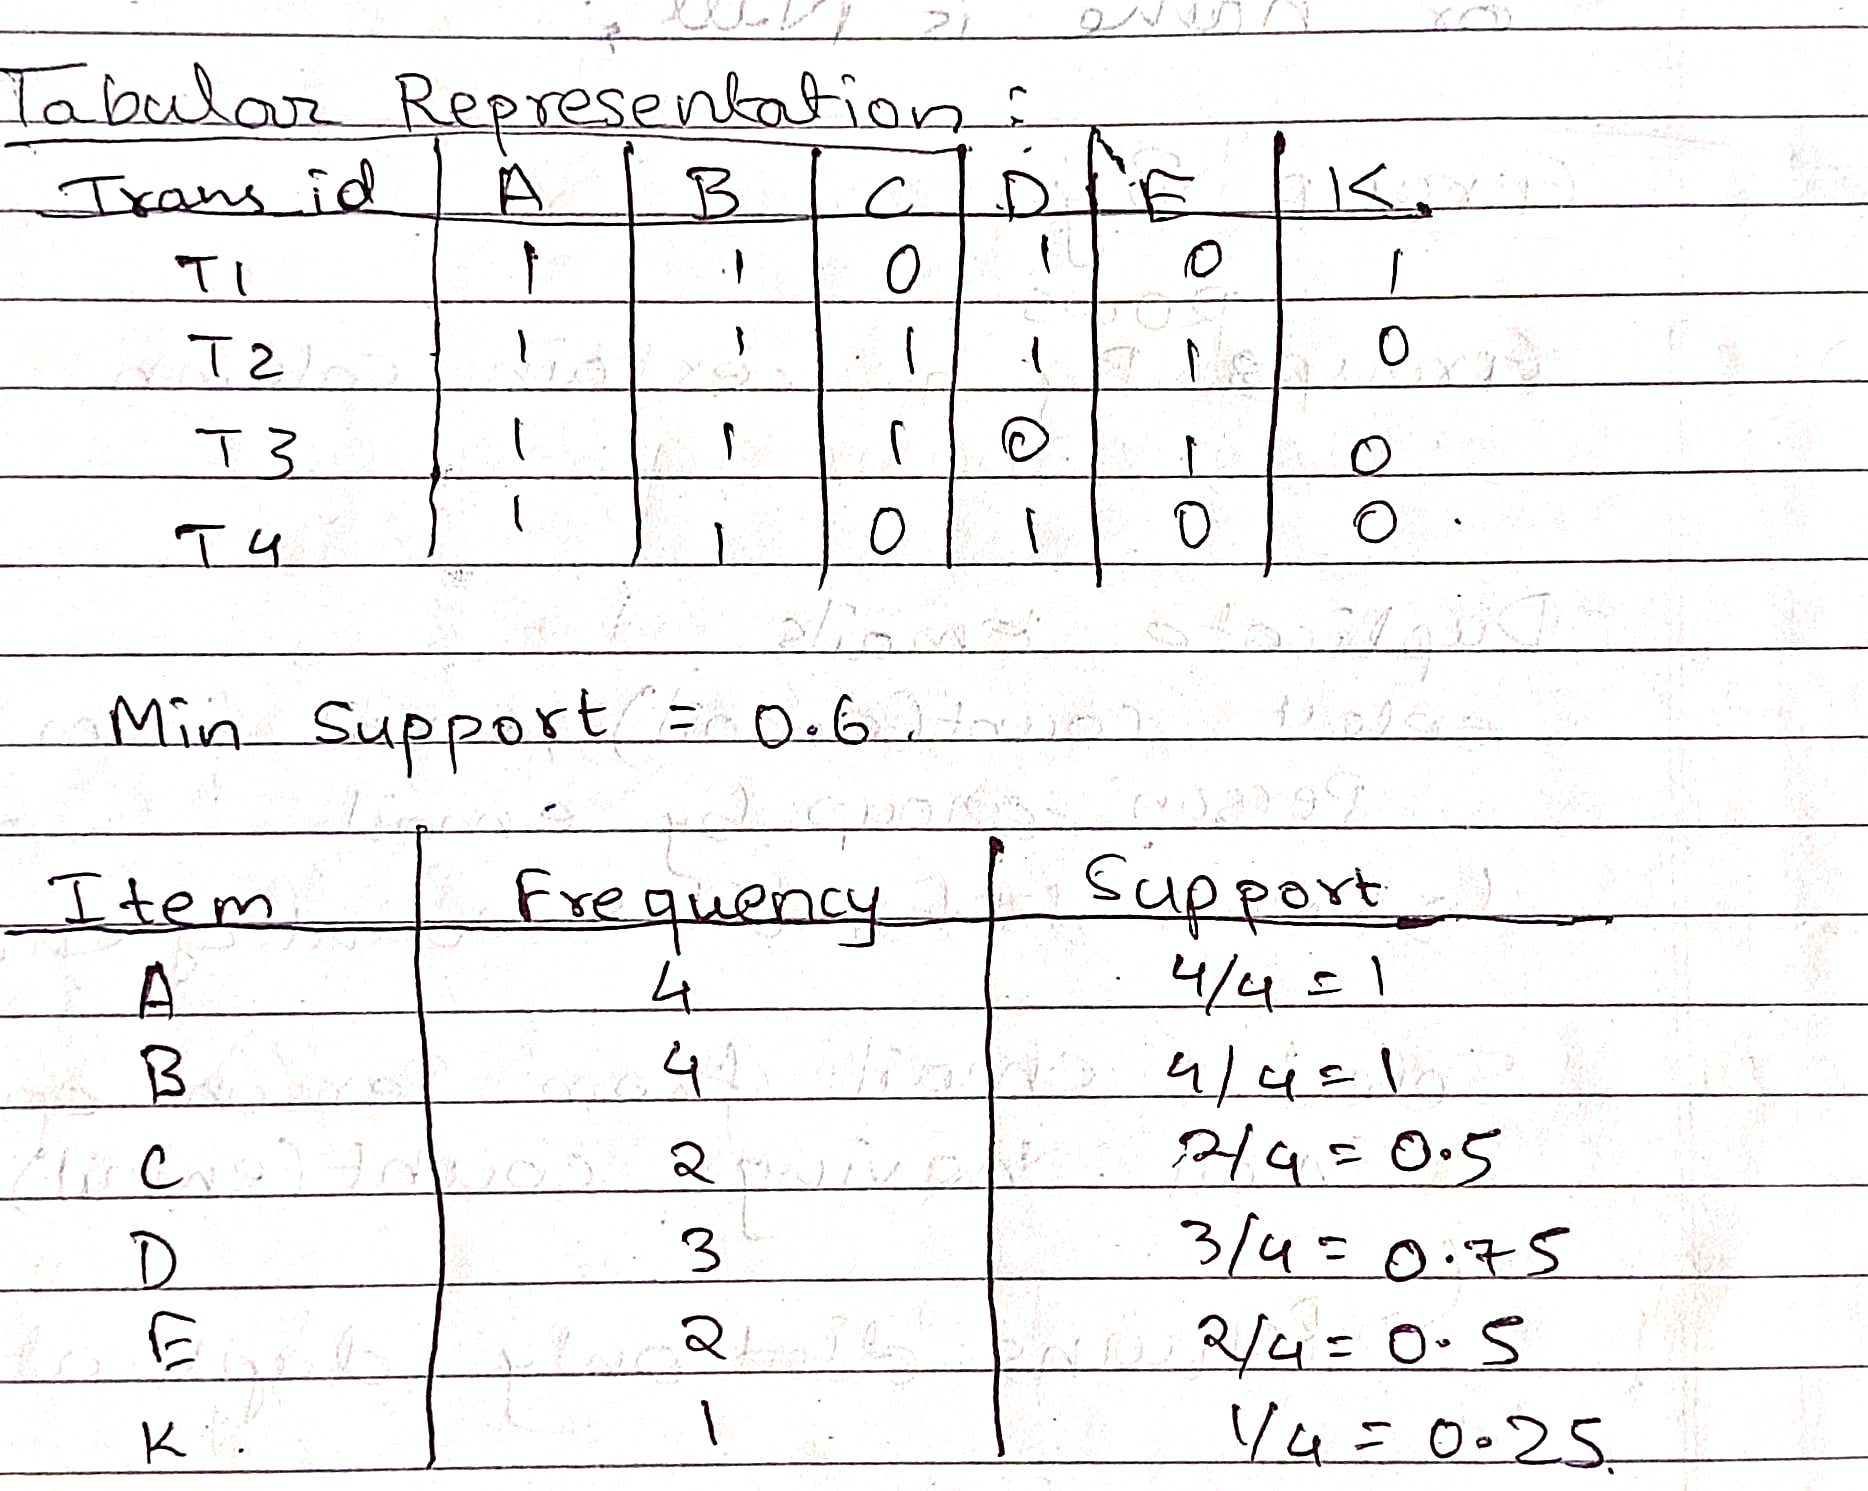 Tabular Representation :
Trans id A B C D E K
T1 1 1 0 1 0 1
T2 1 1 1 1 1 0
T3 1 1 1 0 1 0
T4 1 1 0 1 0 0
Min Support = 0.6
Item Frequency Support
A 4 4/4 = 1
B 4 4/4 = 1
C 2 2/4 = 0.5
D 3 3/4 = 0.75
E 2 2/4 = 0.5
K 1 1/4 = 0.25